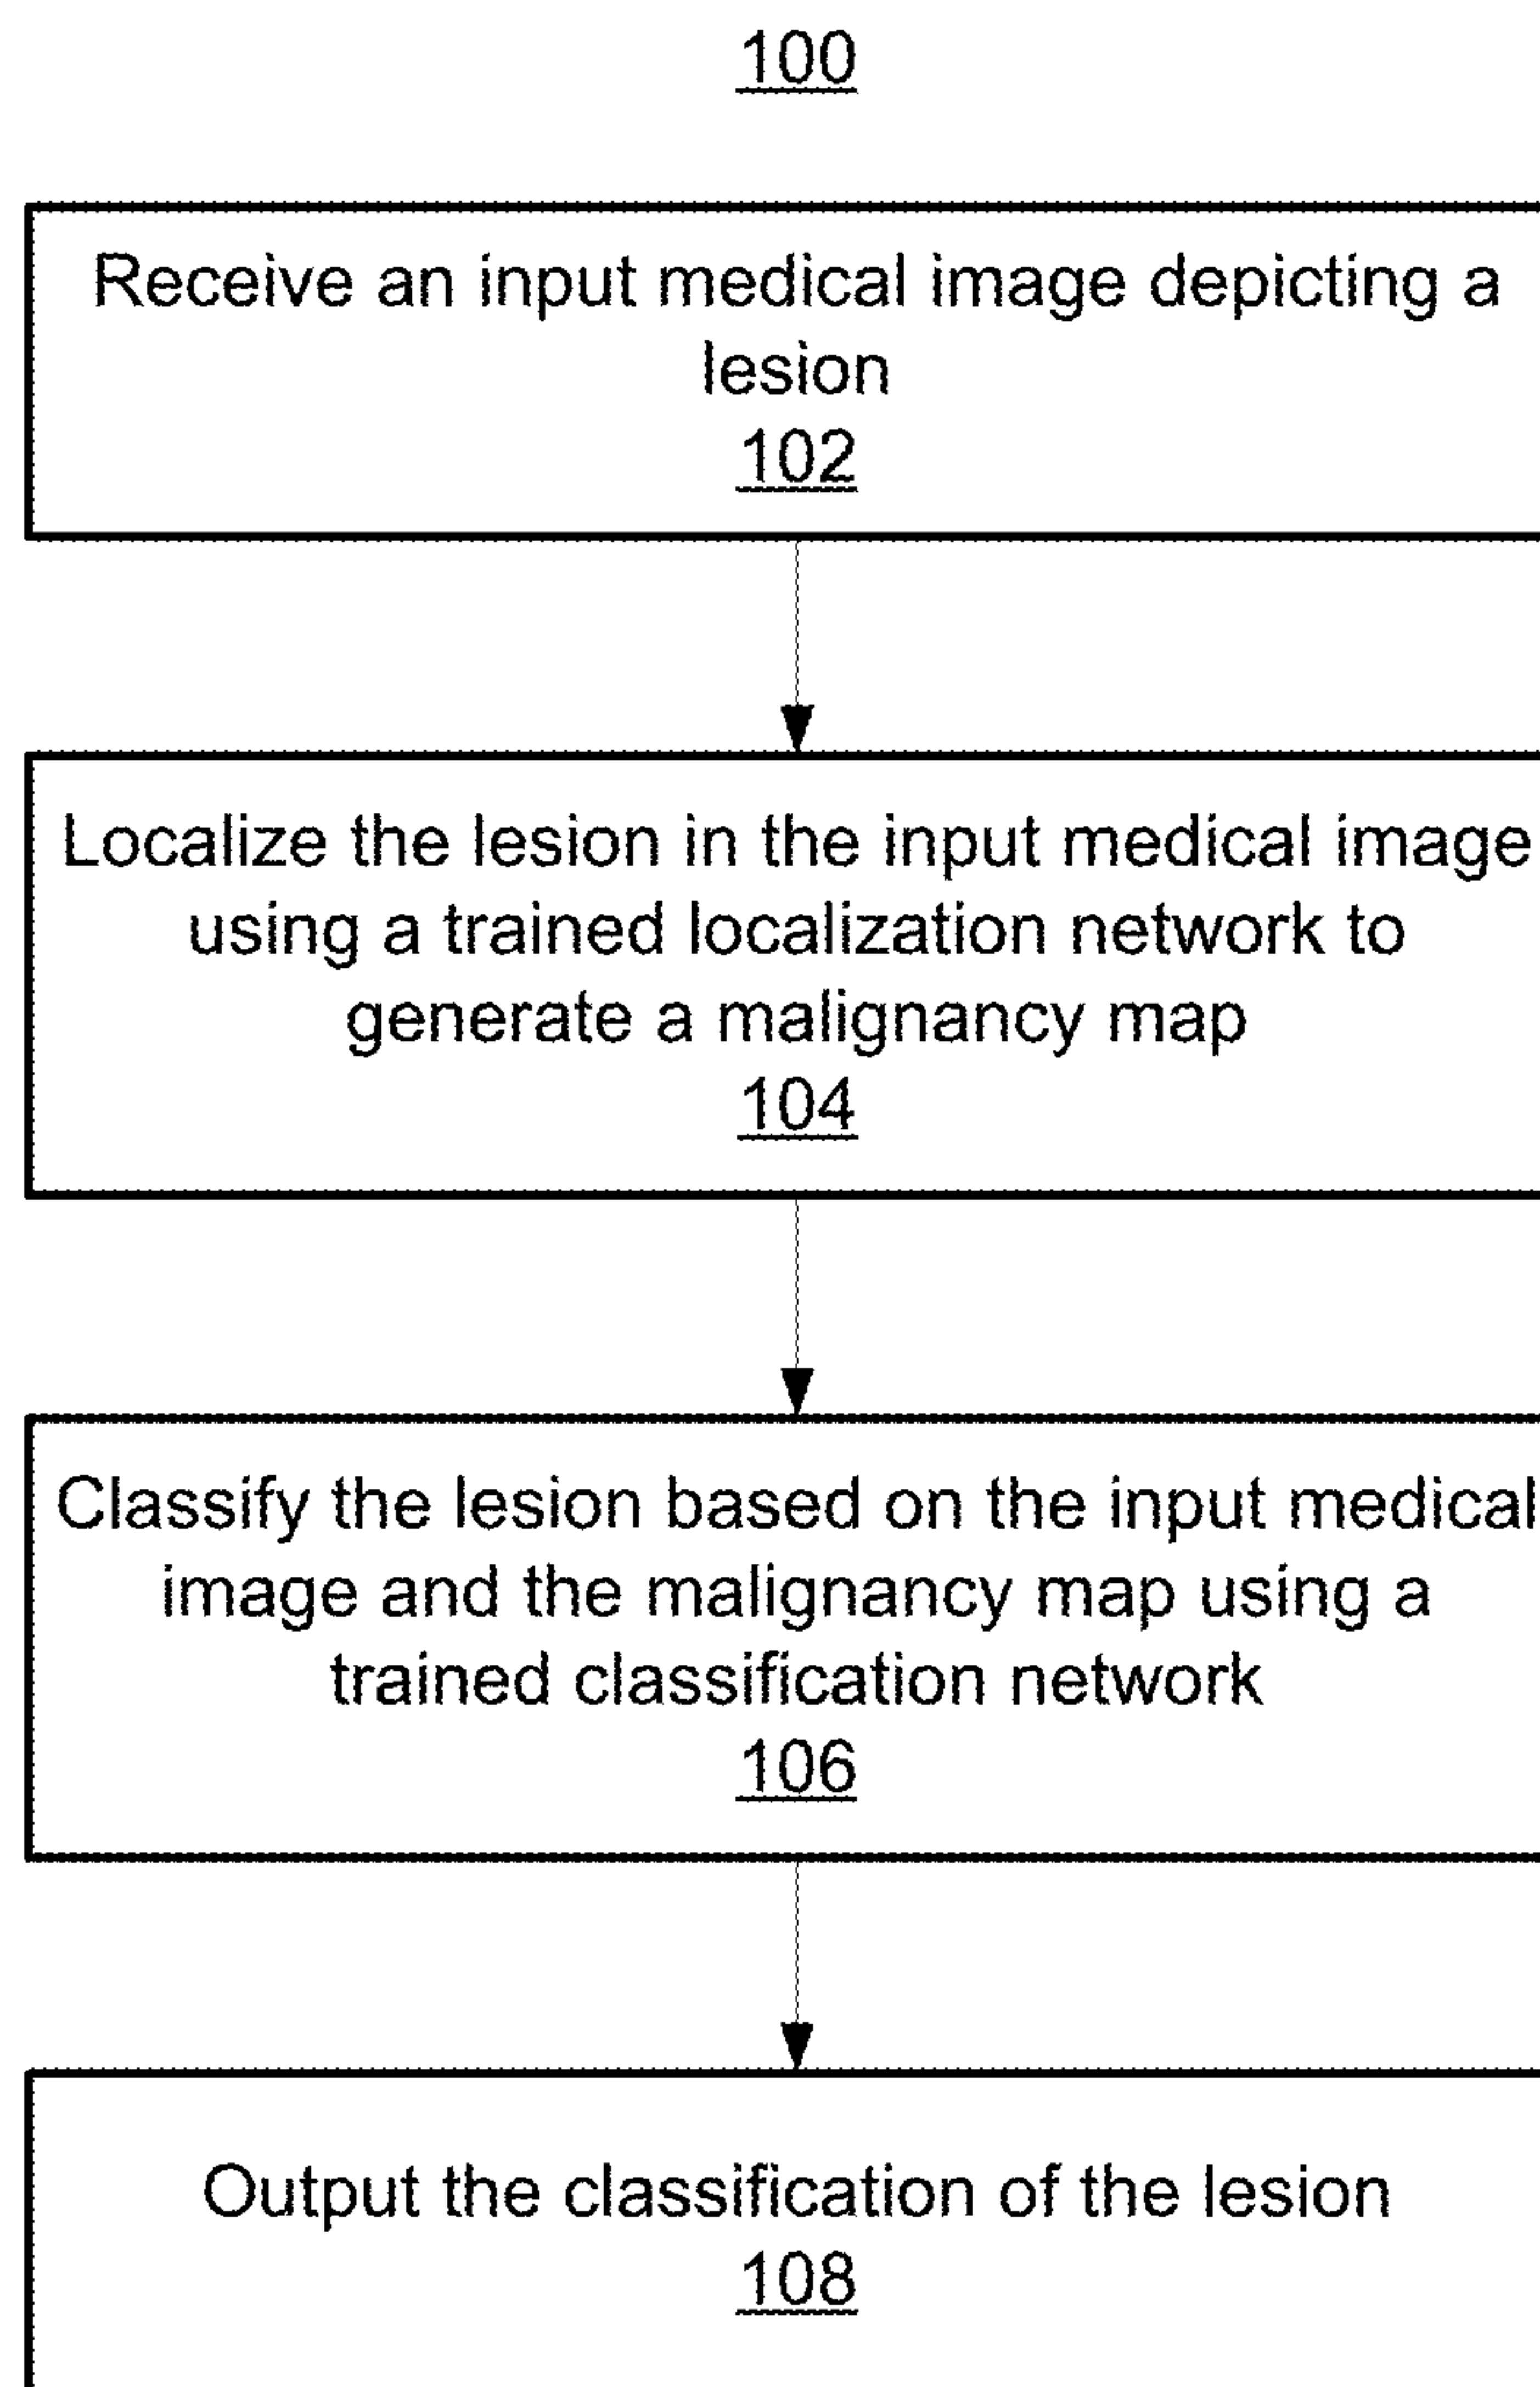 100
Receive an input medical image depicting a
lesion
102
Localize the lesion in the input medical image
using a trained localization network to
generate a malignancy map
104
Classify the lesion based on the input medical
image and the malignancy map using a
trained classification network
106
Output the classification of the lesion
108